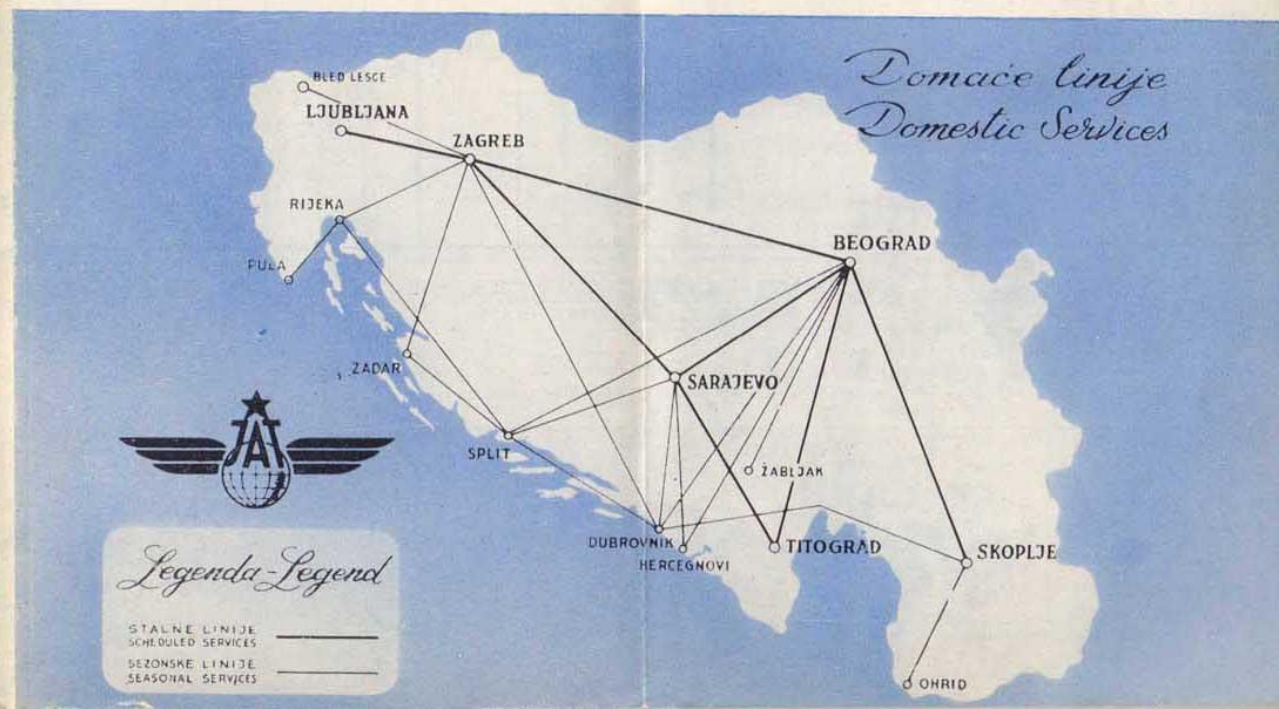 Domaće linije
Domestic Services
BLED LESCE
LJUBLJANA
ZAGREB
RIJEKA
PULA
BEOGRAD
ZADAR
SARAJEVO
SPLIT
ŽABLJAK
DUBROVNIK
HERCEGNOVI
TITOGRAD
SKOPLJE
OHRID
JAT
Legenda - Legend
STALNE LINIJE
SCHEDULED SERVICES
SEZONSKE LINIJE
SEASONAL SERVICES